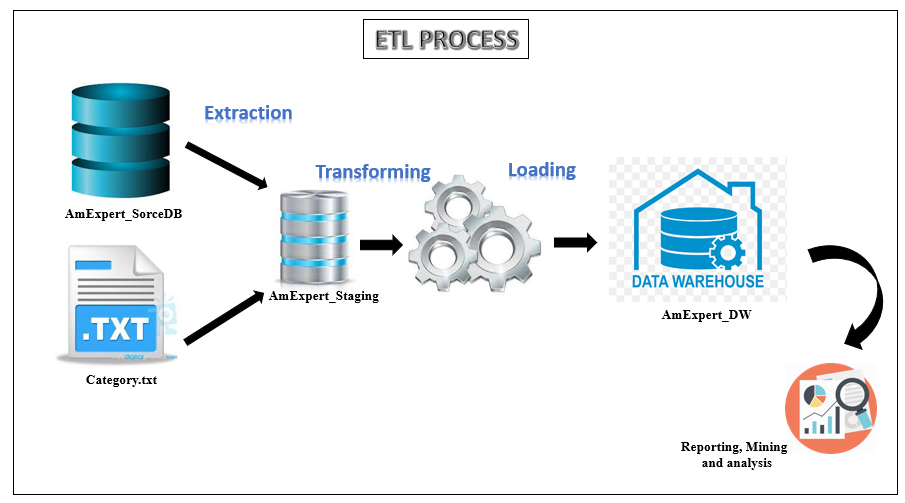 ETL PROCESS
Extraction
Transforming
Loading
AmExpert_SorceDB
.TXT
Category.txt
AmExpert_Staging
DATA WAREHOUSE
AmExpert_DW
Reporting, Mining
and analysis